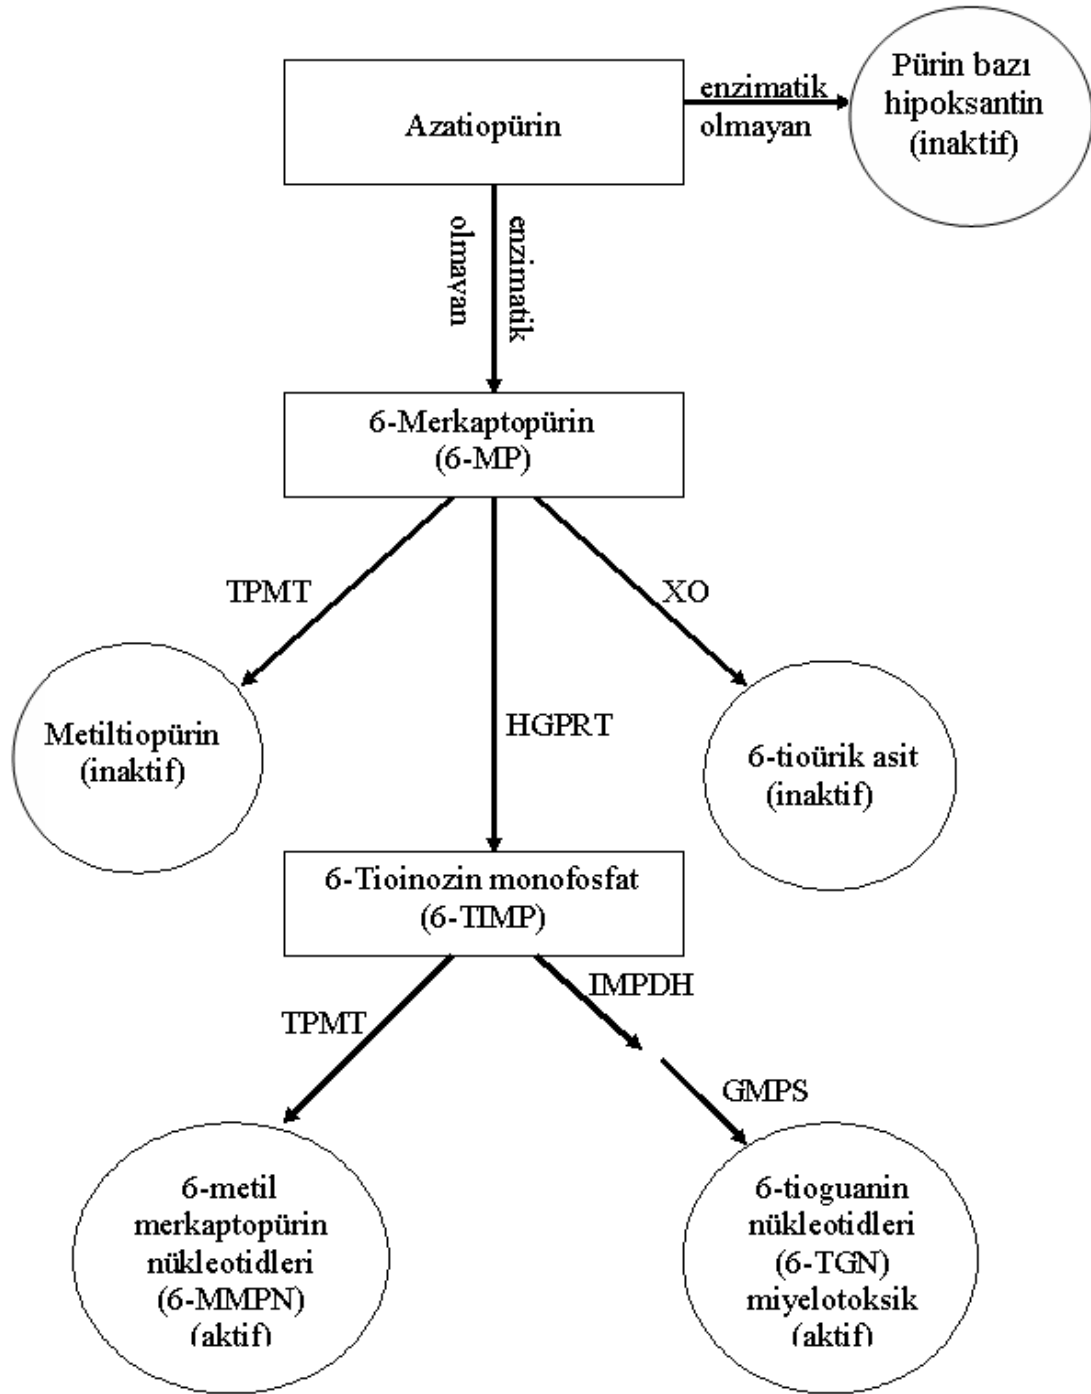 Azatiopürin
enzimatik
olmayan
Pürin bazı
hipoksantin
(inaktif)
enzimatik
olmayan
6-Merkaptopürin
(6-MP)
TPMT
XO
HGPRT
Metiltiopürin
(inaktif)
6-tioürik asit
(inaktif)
6-Tioinozin monofosfat
(6-TIMP)
TPMT
IMPDH
GMPS
6-metil
merkaptopürin
nükleotidleri
(6-MMPN)
(aktif)
6-tioguanin
nükleotidleri
(6-TGN)
miyelotoksik
(aktif)